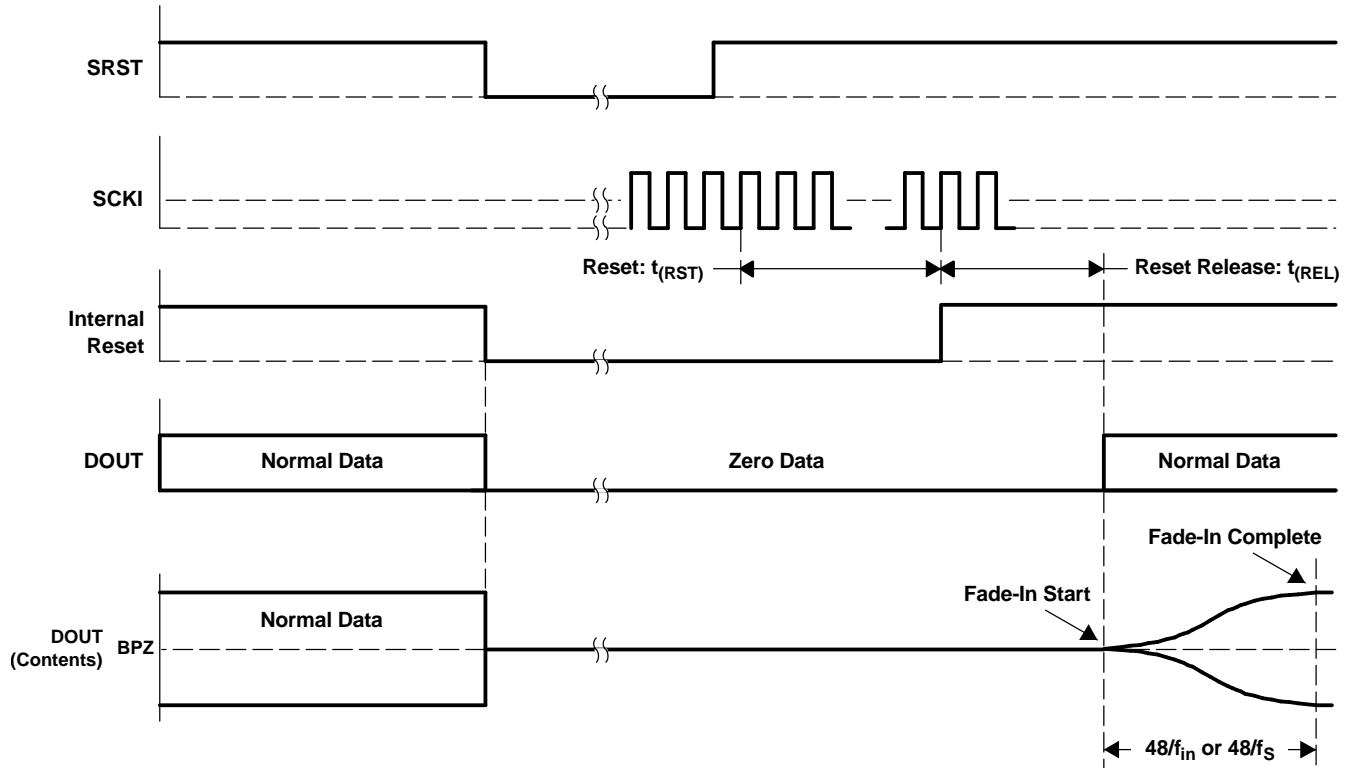 SRST
SCKI
Reset: t(RST)
Reset Release: t(REL)
Internal
Reset
DOUT
Normal Data
Zero Data
Normal Data
Fade-In Complete
Fade-In Start
Normal Data
DOUT
(Contents)
BPZ
48/fin or 48/fS